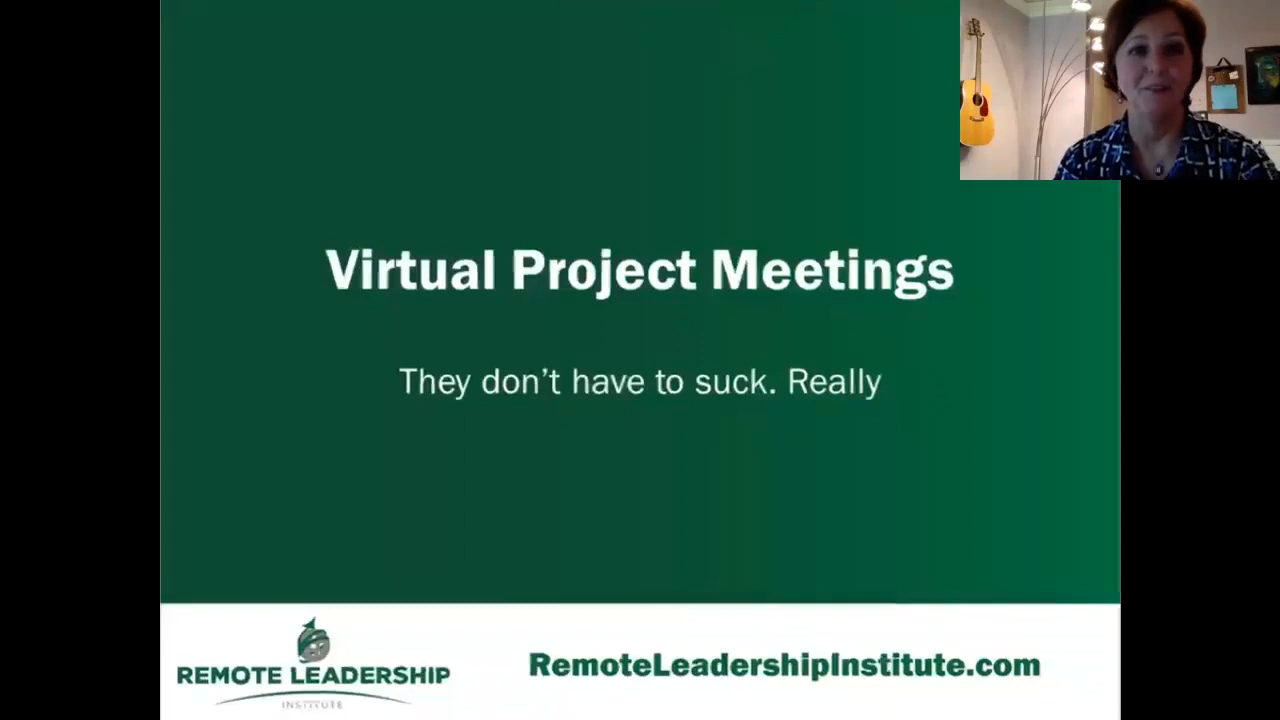 Virtual Project Meetings
They don’t have to suck. Really
REMOTE LEADERSHIP
INSTITUTE
RemoteLeadershipInstitute.com